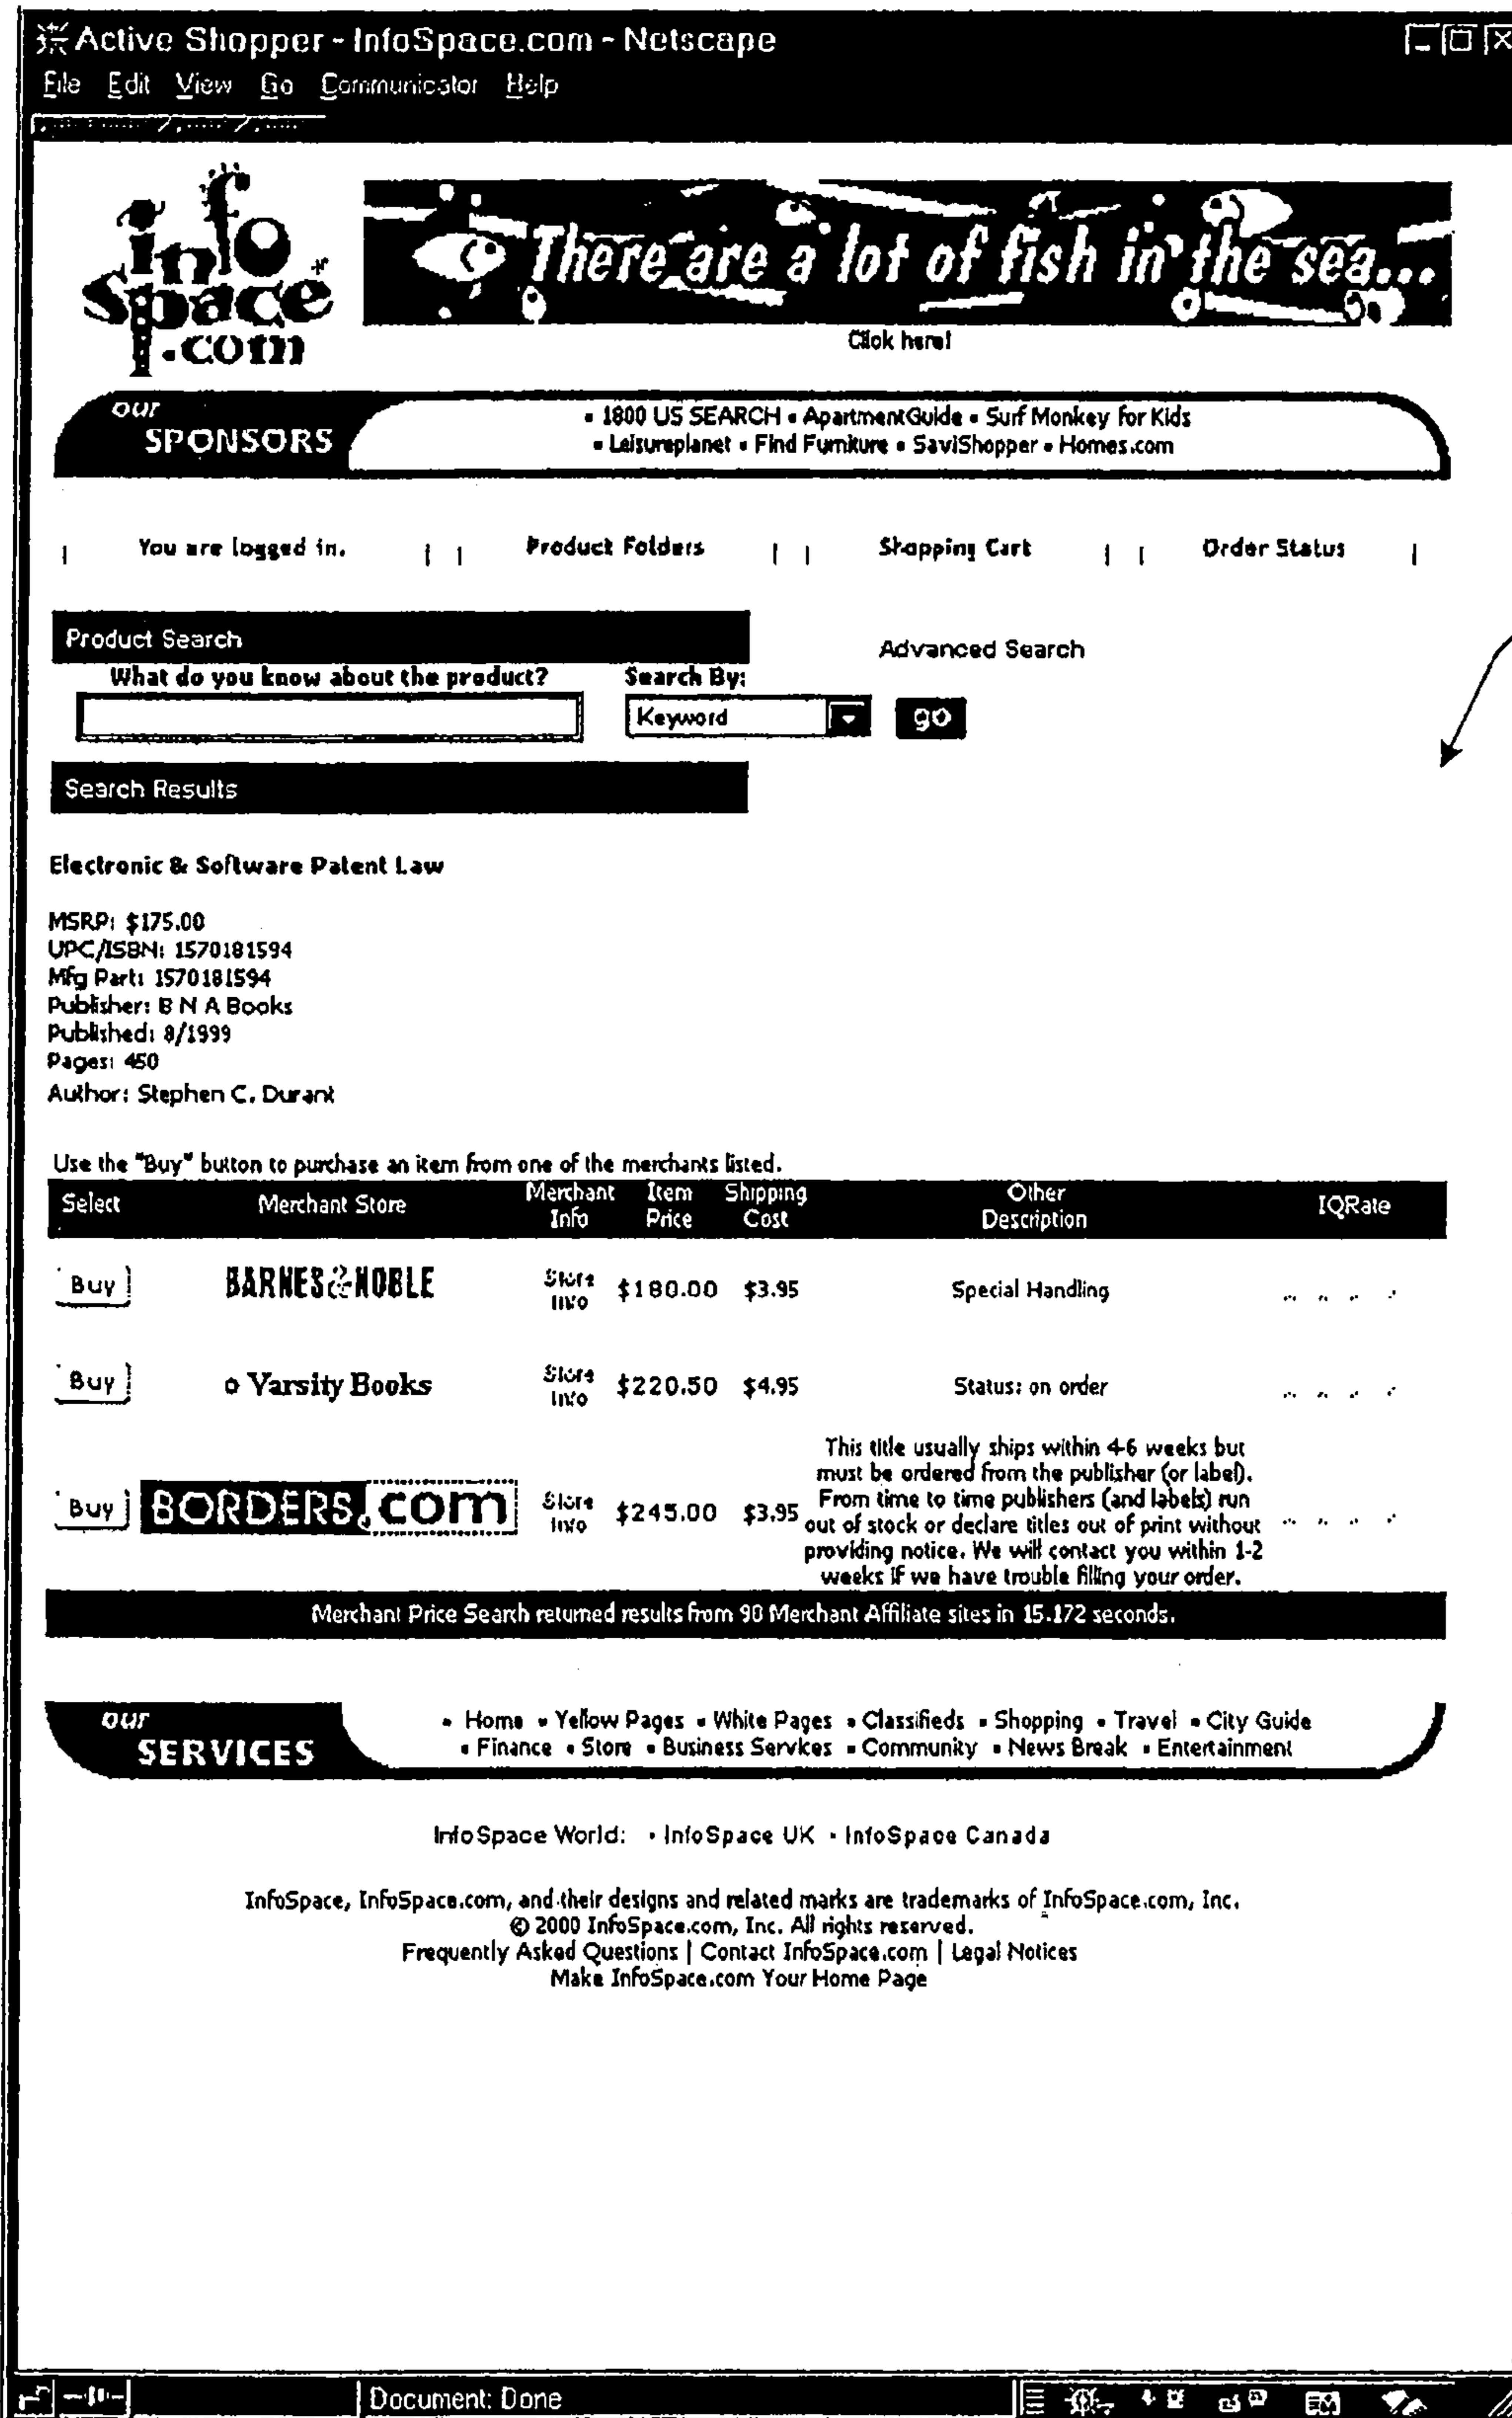 Active Shopper - InfoSpace.com - Netscape
File Edit View Go Communicator Help
info space .com
There are a lot of fish in the sea...
Click here!
our SPONSORS
▪ 1800 US SEARCH ▪ ApartmentGuide ▪ Surf Monkey for Kids
▪ Leisureplanet ▪ Find Furniture ▪ SaviShopper ▪ Homes.com
| You are logged in. | | Product Folders | | Shopping Cart | | Order Status |
Product Search
Advanced Search
What do you know about the product? Search By:
Keyword go
Search Results
Electronic & Software Patent Law
MSRP: $175.00
UPC/ISBN: 1570181594
Mfg Part: 1570181594
Publisher: B N A Books
Published: 8/1999
Pages: 450
Author: Stephen C. Durant
Use the "Buy" button to purchase an item from one of the merchants listed.
Select Merchant Store Merchant Info Item Price Shipping Cost Other Description IQRate
Buy BARNES&NOBLE Store Info $180.00 $3.95 Special Handling
Buy Varsity Books Store Info $220.50 $4.95 Status: on order
Buy BORDERS.com Store Info $245.00 $3.95
This title usually ships within 4-6 weeks but
must be ordered from the publisher (or label).
From time to time publishers (and labels) run
out of stock or declare titles out of print without
providing notice. We will contact you within 1-2
weeks if we have trouble filling your order.
Merchant Price Search returned results from 90 Merchant Affiliate sites in 15.172 seconds.
our SERVICES
▪ Home ▪ Yellow Pages ▪ White Pages ▪ Classifieds ▪ Shopping ▪ Travel ▪ City Guide
▪ Finance ▪ Store ▪ Business Services ▪ Community ▪ News Break ▪ Entertainment
InfoSpace World: ▪ InfoSpace UK ▪ InfoSpace Canada
InfoSpace, InfoSpace.com, and their designs and related marks are trademarks of InfoSpace.com, Inc.
© 2000 InfoSpace.com, Inc. All rights reserved.
Frequently Asked Questions | Contact InfoSpace.com | Legal Notices
Make InfoSpace.com Your Home Page
Document: Done